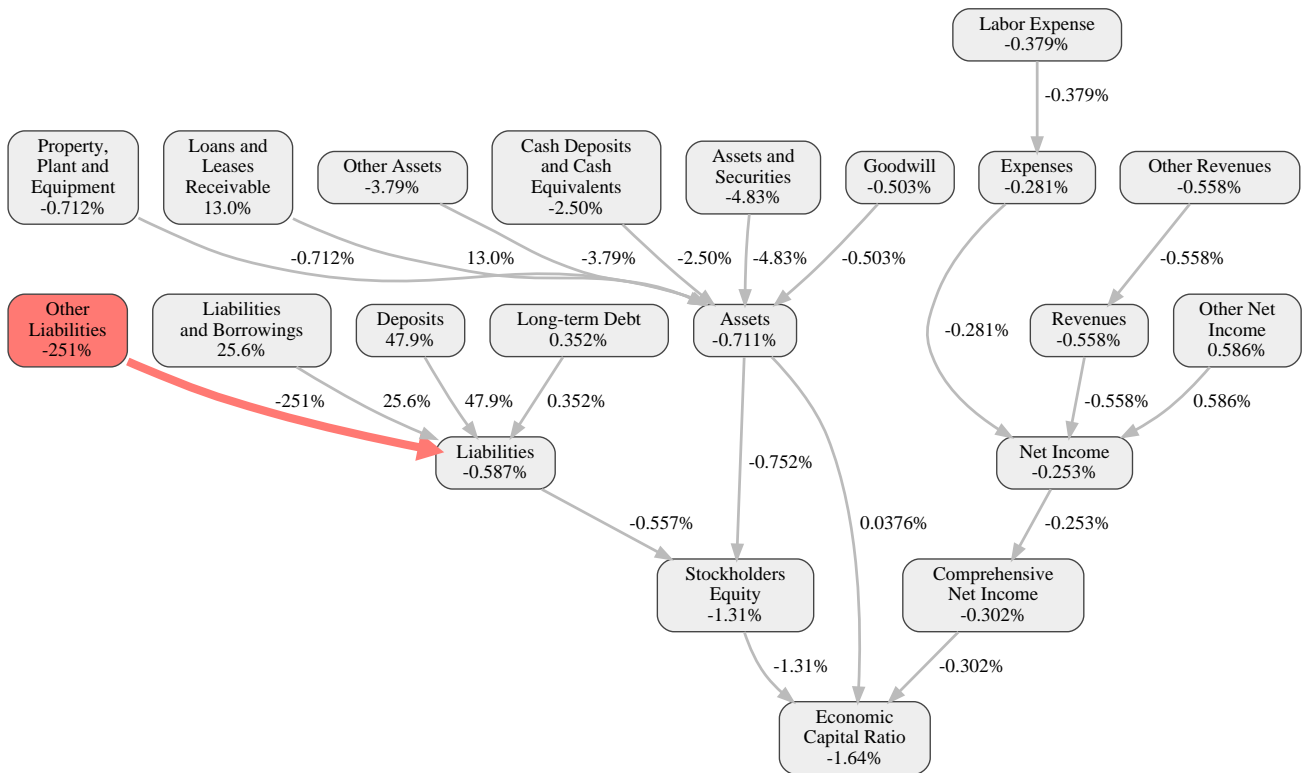 Labor Expense
-0.379%
-0.379%
Property,
Plant and
Equipment
-0.712%
Loans and
Leases
Receivable
13.0%
Other Assets
-3.79%
Cash Deposits
and Cash
Equivalents
-2.50%
Assets and
Securities
-4.83%
Goodwill
-0.503%
Expenses
-0.281%
Other Revenues
-0.558%
-0.712%
13.0%
-3.79%
-2.50%
-4.83%
-0.503%
-0.558%
Other
Liabilities
-251%
Liabilities
and Borrowings
25.6%
Deposits
47.9%
Long-term Debt
0.352%
Assets
-0.711%
-0.281%
Revenues
-0.558%
Other Net
Income
0.586%
-251%
25.6%
47.9%
0.352%
-0.558%
0.586%
Liabilities
-0.587%
-0.752%
Net Income
-0.253%
-0.557%
0.0376%
-0.253%
Stockholders
Equity
-1.31%
Comprehensive
Net Income
-0.302%
-1.31%
-0.302%
Economic
Capital Ratio
-1.64%